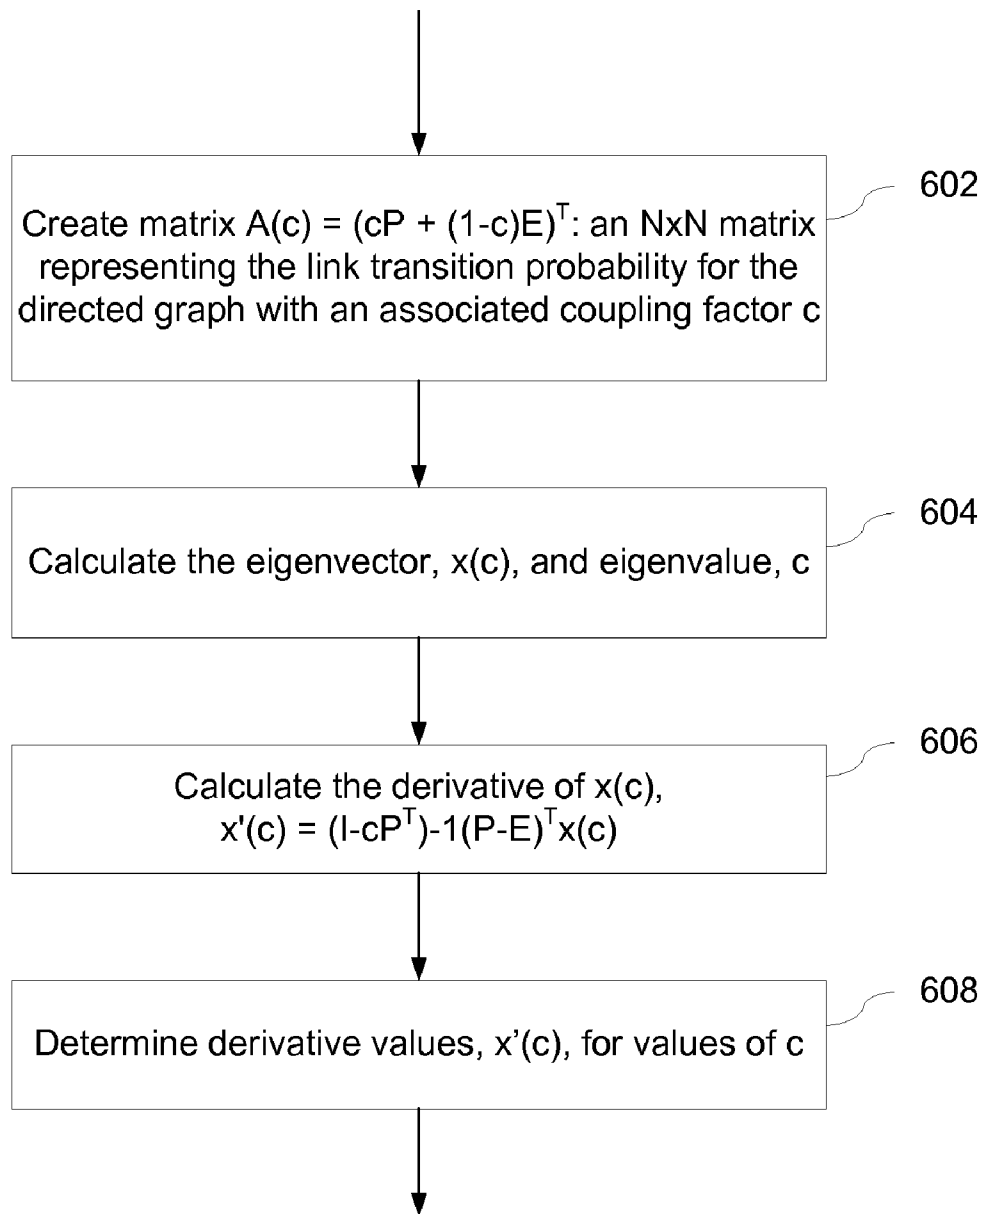 602
Create matrix A(c) = (cP + (1-c)E)ᵀ: an NxN matrix
representing the link transition probability for the
directed graph with an associated coupling factor c
604
Calculate the eigenvector, x(c), and eigenvalue, c
606
Calculate the derivative of x(c),
x'(c) = (I-cPᵀ)-1(P-E)ᵀx(c)
608
Determine derivative values, x’(c), for values of c